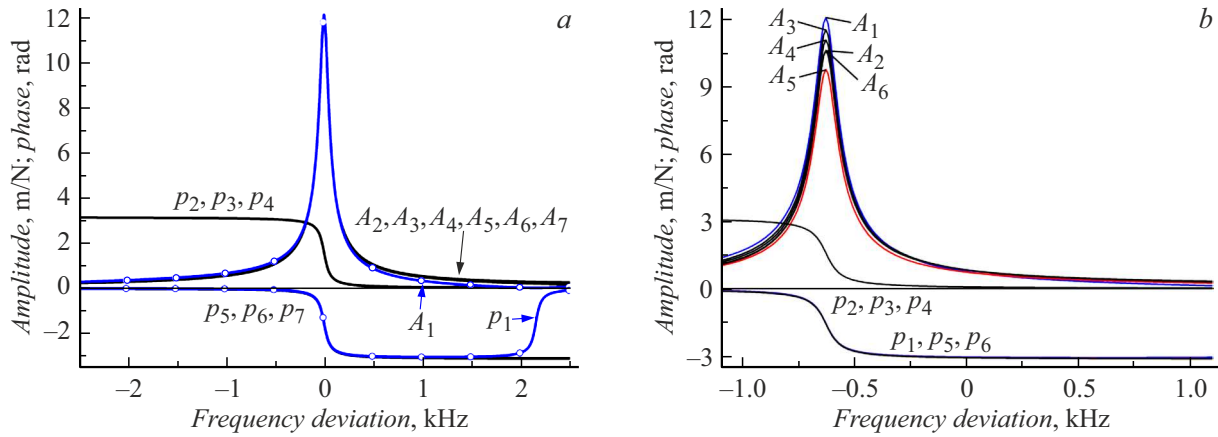 a
Amplitude, m/N; phase, rad
12
10
8
6
4
2
0
−2
p2, p3, p4
A2, A3, A4, A5, A6, A7
p5, p6, p7
A1
p1
−2
−1
0
1
2
Frequency deviation, kHz
b
Amplitude, m/N; phase, rad
12
9
6
3
0
−3
A3
A1
A4
A2
A5
A6
p2, p3, p4
p1, p5, p6
−1.0
−0.5
0
0.5
1.0
Frequency deviation, kHz